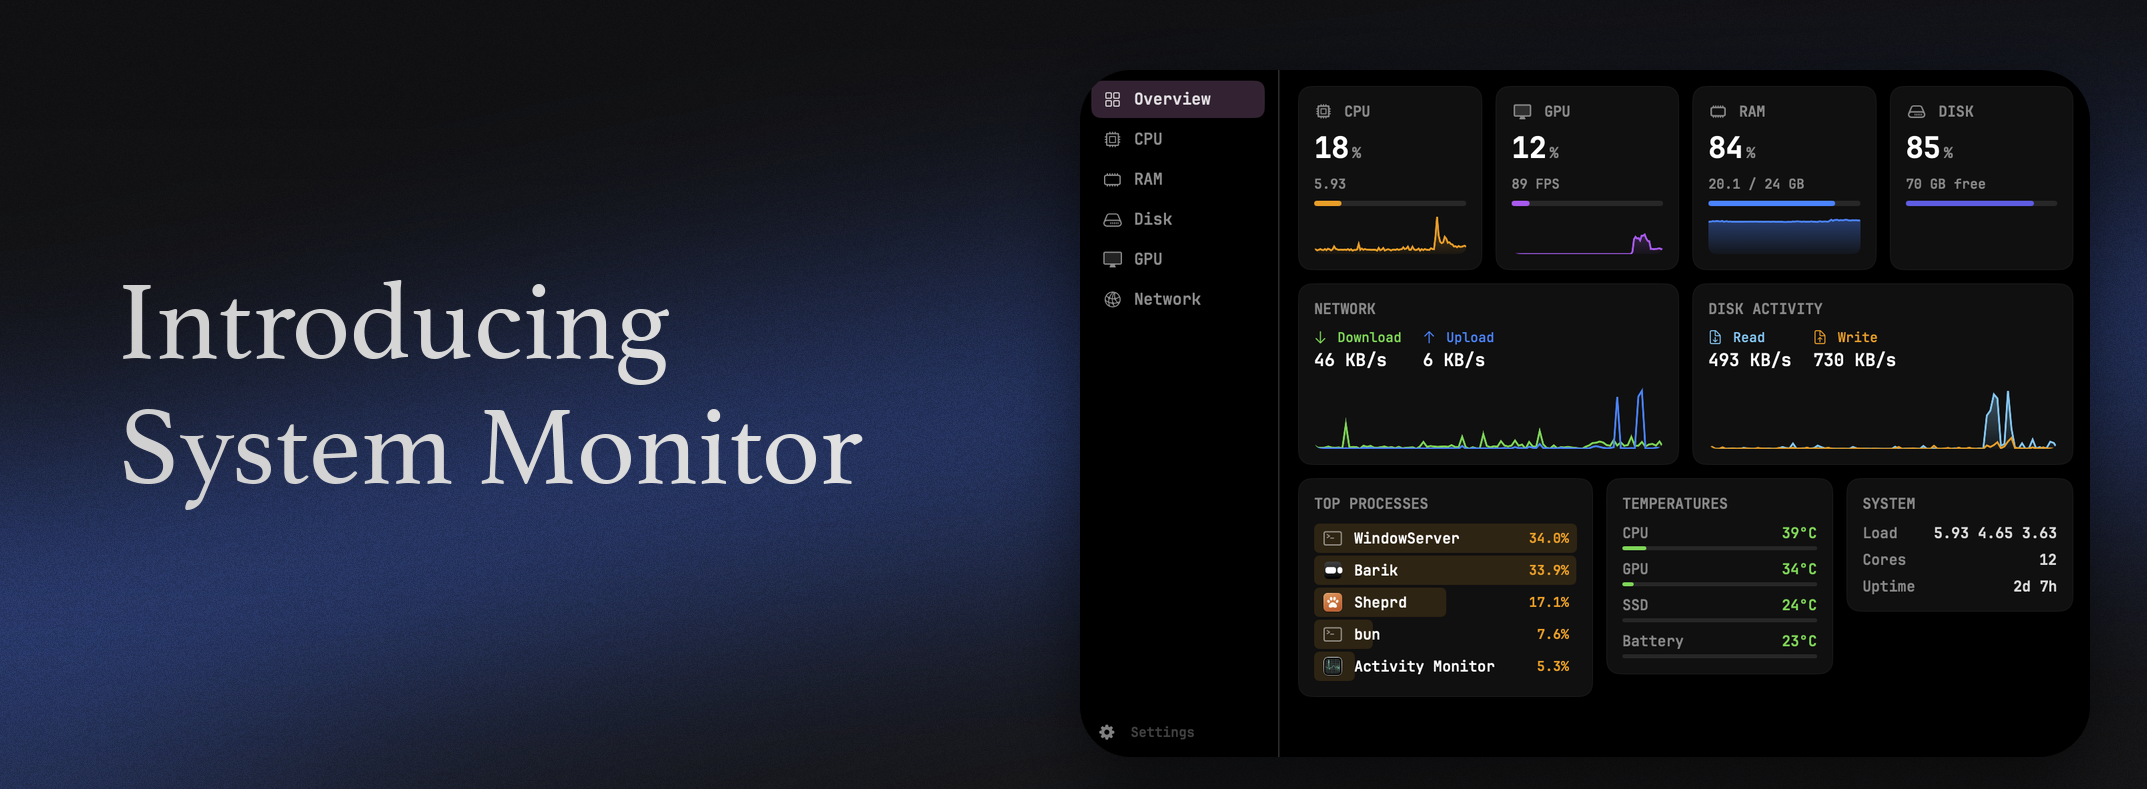 Introducing
System Monitor
Overview
CPU
RAM
Disk
GPU
Network
Settings
CPU
18%
5.93
GPU
12%
89 FPS
RAM
84%
20.1 / 24 GB
DISK
85%
70 GB free
NETWORK
↓ Download ↑ Upload
46 KB/s 6 KB/s
DISK ACTIVITY
Read Write
493 KB/s 730 KB/s
TOP PROCESSES
WindowServer 34.0%
Barik 33.9%
Sheprd 17.1%
bun 7.6%
Activity Monitor 5.3%
TEMPERATURES
CPU 39°C
GPU 34°C
SSD 24°C
Battery 23°C
SYSTEM
Load 5.93 4.65 3.63
Cores 12
Uptime 2d 7h